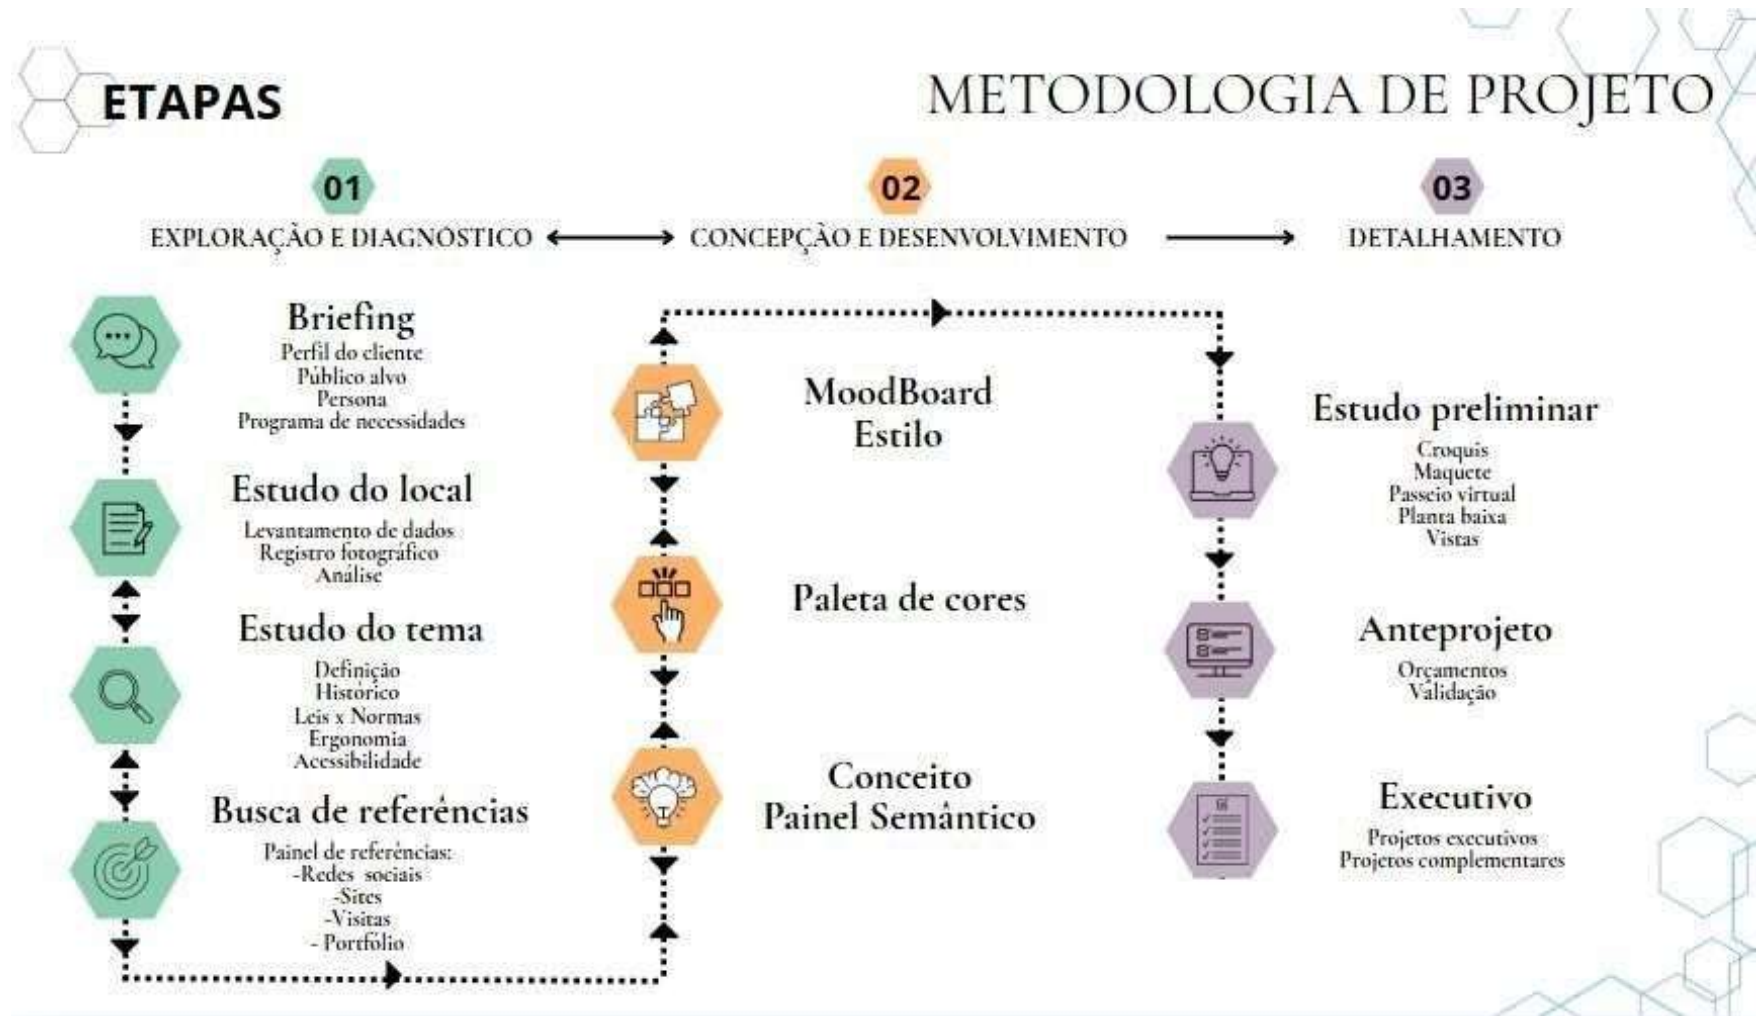 ETAPAS
METODOLOGIA DE PROJETO
01
EXPLORAÇÃO E DIAGNÓSTICO
02
CONCEPÇÃO E DESENVOLVIMENTO
03
DETALHAMENTO
Briefing
Perfil do cliente
Público alvo
Persona
Programa de necessidades
Estudo do local
Levantamento de dados
Registro fotográfico
Análise
Estudo do tema
Definição
Histórico
Leis x Normas
Ergonomia
Acessibilidade
Busca de referências
Painel de referências:
-Redes sociais
-Sites
-Visitas
- Portfólio
MoodBoard
Estilo
Paleta de cores
Conceito
Painel Semântico
Estudo preliminar
Croquis
Maquete
Passeio virtual
Planta baixa
Vistas
Anteprojeto
Orçamentos
Validação
Executivo
Projetos executivos
Projetos complementares